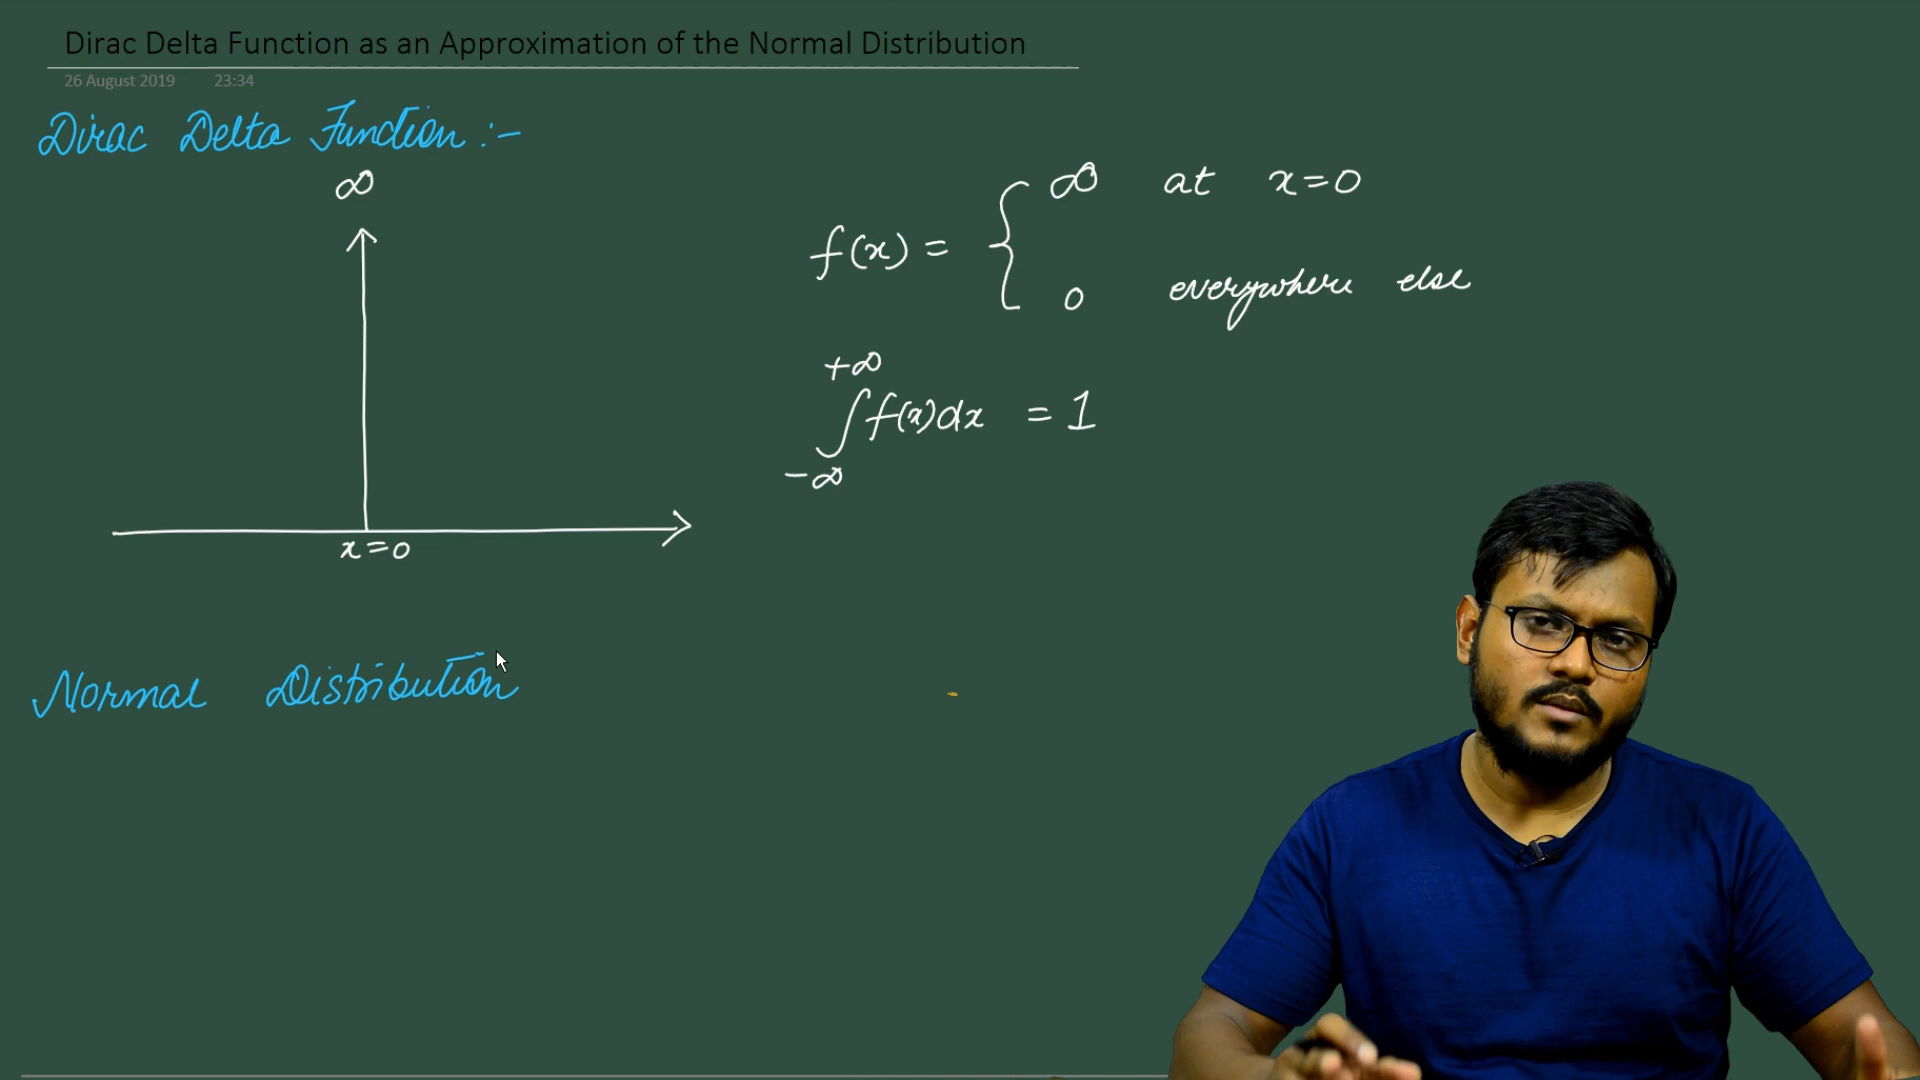 Dirac Delta Function as an Approximation of the Normal Distribution
26 August 2019 23:34
Dirac Delta Function :-
∞
x=0
f(x) = { ∞ at x=0
0 everywhere else
+∞
∫ f(x)dx = 1
-∞
Normal Distribution